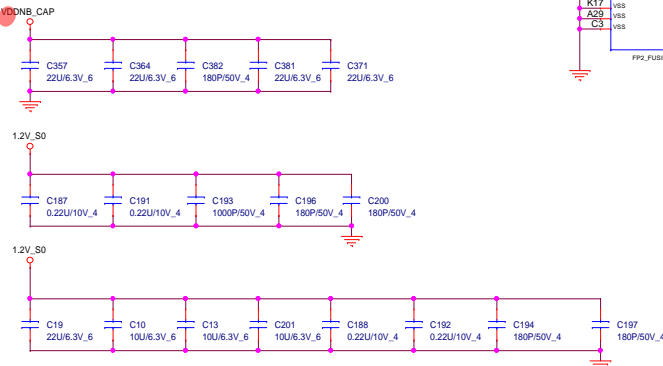 VDDNB_CAP
K17 VSS
A29 VSS
C3 VSS
C357 C364 C382 C381 C371
22U/6.3V_6 22U/6.3V_6 180P/50V_4 22U/6.3V_6 22U/6.3V_6
1.2V_S0
C187 C191 C193 C196 C200
0.22U/10V_4 0.22U/10V_4 1000P/50V_4 180P/50V_4 180P/50V_4
1.2V_S0
C19 C10 C13 C201 C188 C192 C194 C197
22U/6.3V_6 10U/6.3V_6 10U/6.3V_6 10U/6.3V_6 0.22U/10V_4 0.22U/10V_4 180P/50V_4 180P/50V_4